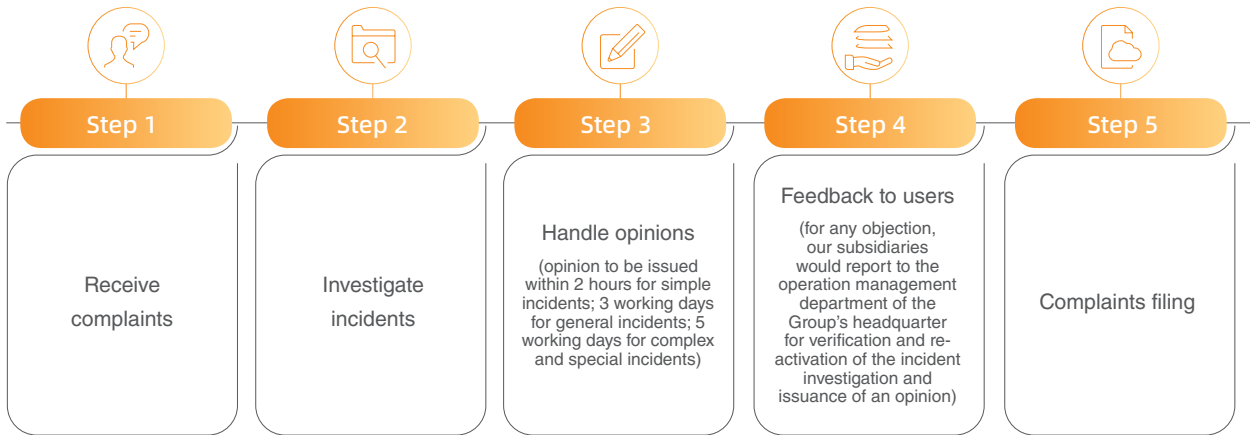 Step 1
Receive
complaints
Step 2
Investigate
incidents
Step 3
Handle opinions
(opinion to be issued
within 2 hours for simple
incidents; 3 working days
for general incidents; 5
working days for complex
and special incidents)
Step 4
Feedback to users
(for any objection,
our subsidiaries
would report to the
operation management
department of the
Group's headquarter
for verification and re-
activation of the incident
investigation and
issuance of an opinion)
Step 5
Complaints filing